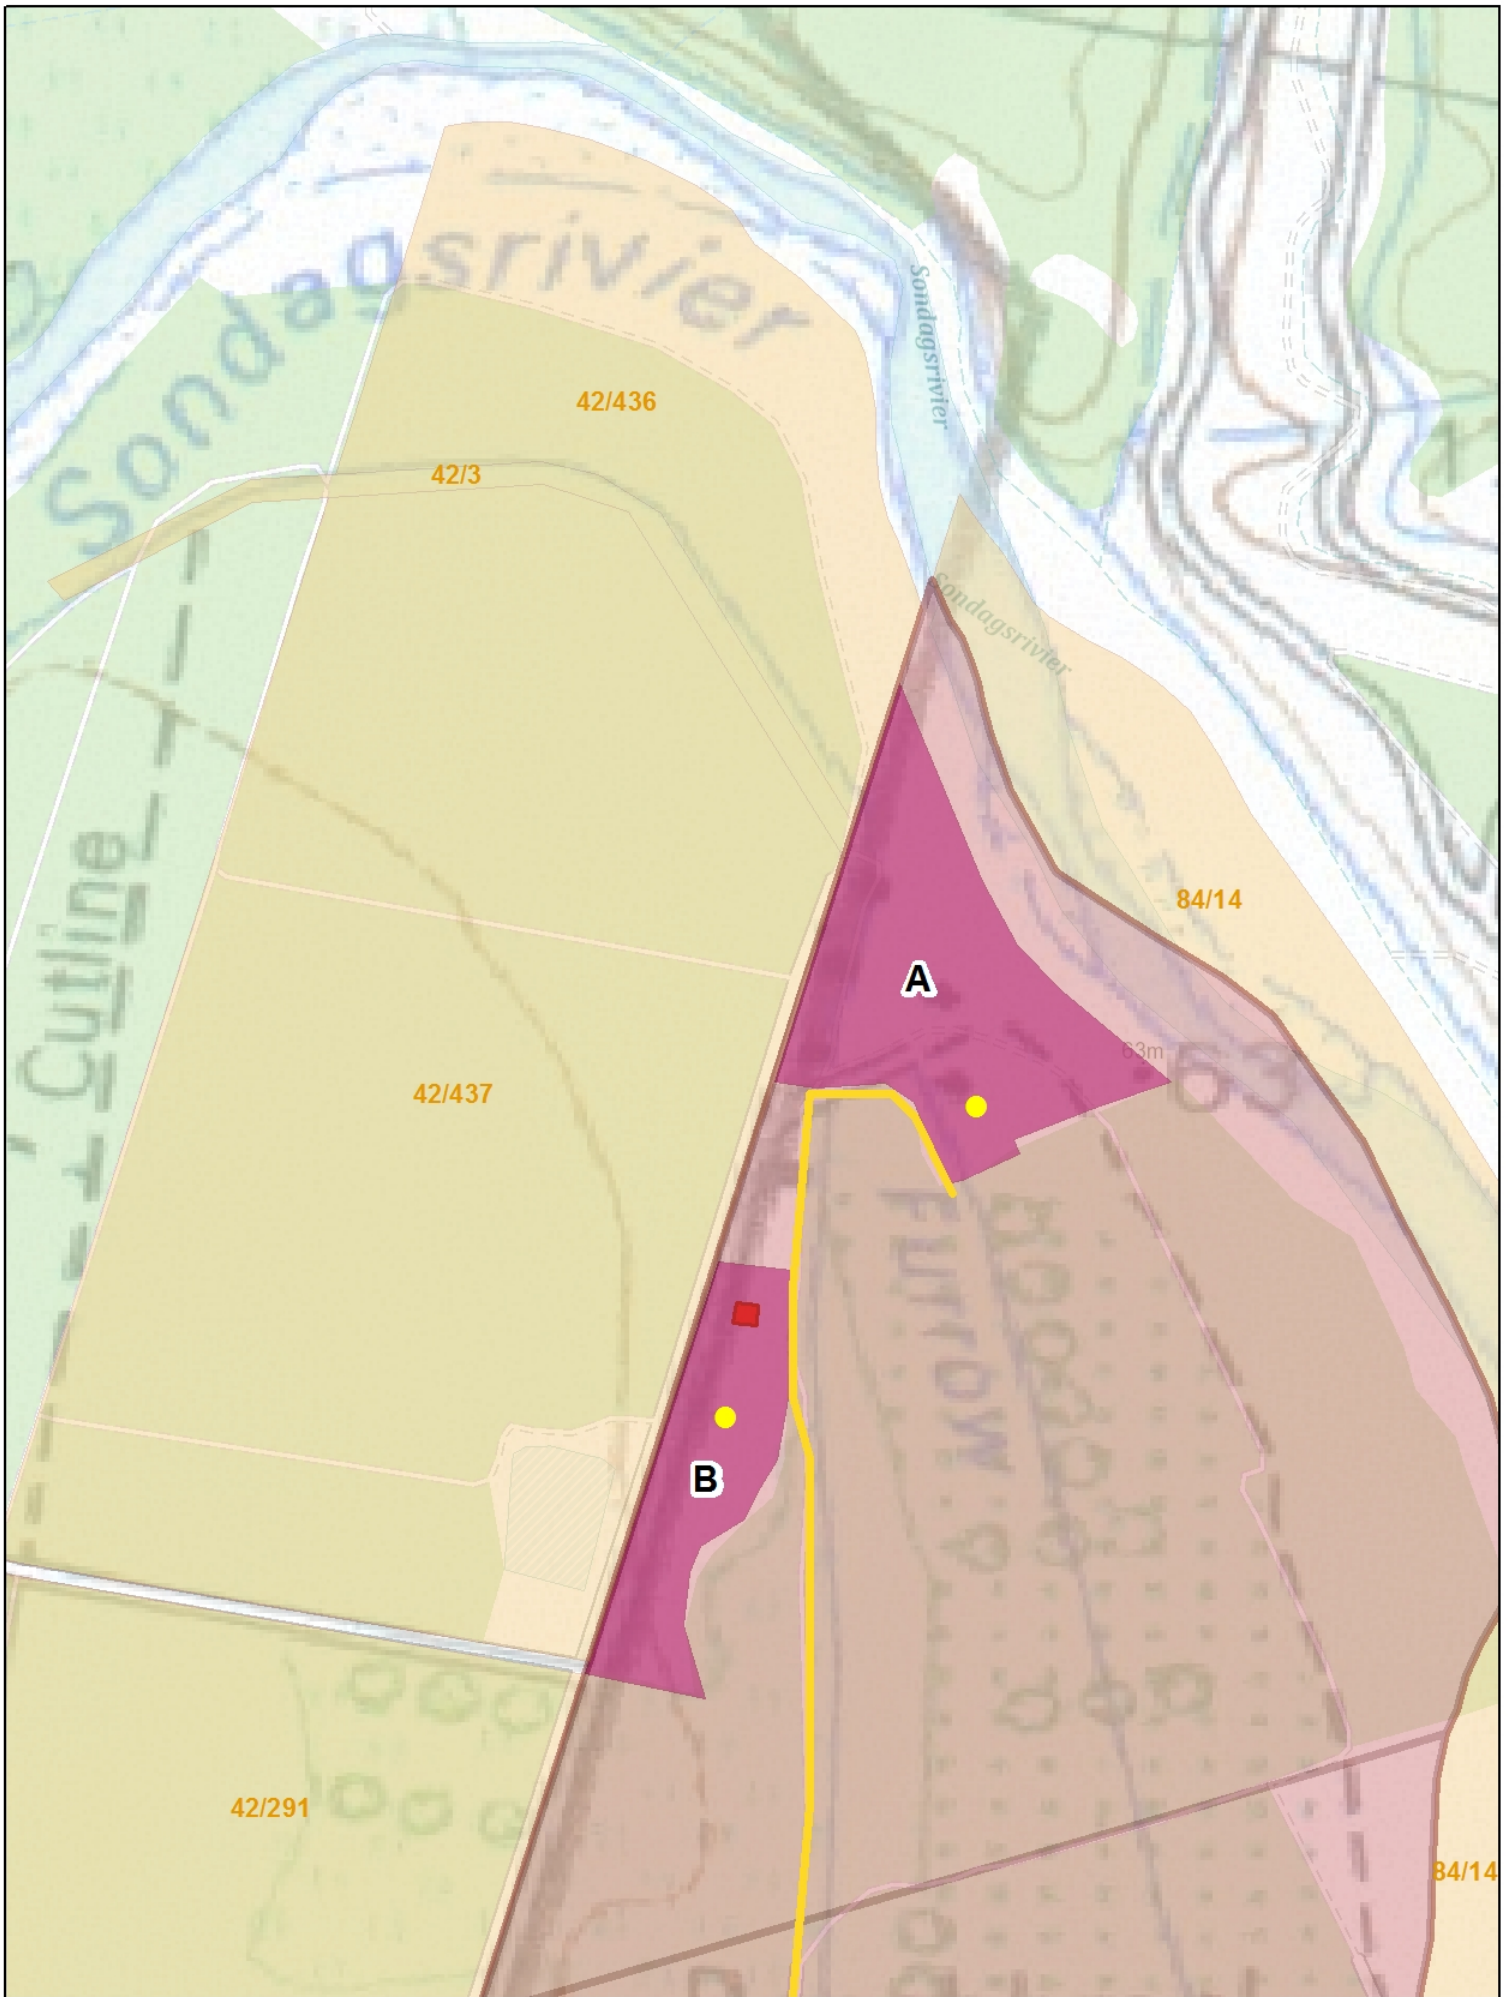 Sondagsrivier
Sondagsrivier
42/436
42/3
Sondagsrivier
Cutline
84/14
A
63m
63
42/437
Furrow
B
42/291
84/14